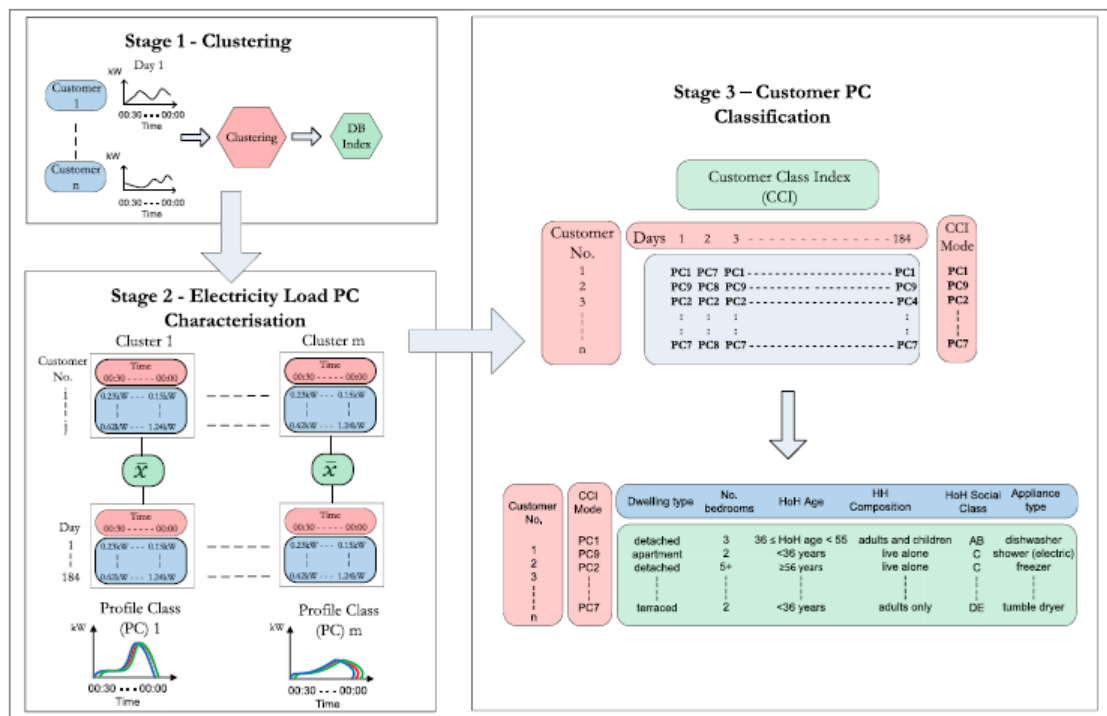 Stage 1 - Clustering
kW
Day 1
Customer
1
00:30 ▪ ▪ ▪ ▪ 00:00
Time
Clustering
DB
Index
kW
Customer
n
00:30 ▪ ▪ ▪ ▪ 00:00
Time
Stage 2 - Electricity Load PC
Characterisation
Cluster 1
Cluster m
Customer
No.
Time
00:30 - - - - - 00:00
Time
00:30 - - - - - 00:00
i
0.23kW - - - 0.15kW
0.23kW - - - 0.15kW
j
0.62kW - - - 1.24kW
0.62kW - - - 1.24kW
x̄
x̄
Day
Time
00:30 - - - - - 00:00
Time
00:30 - - - - - 00:00
1
0.23kW - - - 0.15kW
0.23kW - - - 0.15kW
184
0.62kW - - - 1.24kW
0.62kW - - - 1.24kW
Profile Class
(PC) 1
Profile Class
(PC) m
kW
kW
00:30 ▪ ▪ ▪ 00:00
Time
00:30 ▪ ▪ ▪ 00:00
Time
Stage 3 – Customer PC
Classification
Customer Class Index
(CCI)
Customer
No.
Days 1 2 3 - - - - - - - - - - 184
CCI
Mode
1 PC1 PC7 PC1 - - - - - - - - - - PC1 PC1
2 PC9 PC8 PC9 - - - - - - - - - - PC9 PC9
3 PC2 PC2 PC2 - - - - - - - - - - PC4 PC2
n PC7 PC8 PC7 - - - - - - - - - - PC7 PC7
Customer
No,
CCI
Mode
Dwelling type
No.
bedrooms
HoH Age
HH
Composition
HoH Social
Class
Appliance
type
1 PC1 detached 3 36 ≤ HoH age < 55 adults and children AB dishwasher
2 PC9 apartment 2 <36 years live alone C shower (electric)
3 PC2 detached 5+ ≥56 years live alone C freezer
n PC7 terraced 2 <36 years adults only DE tumble dryer